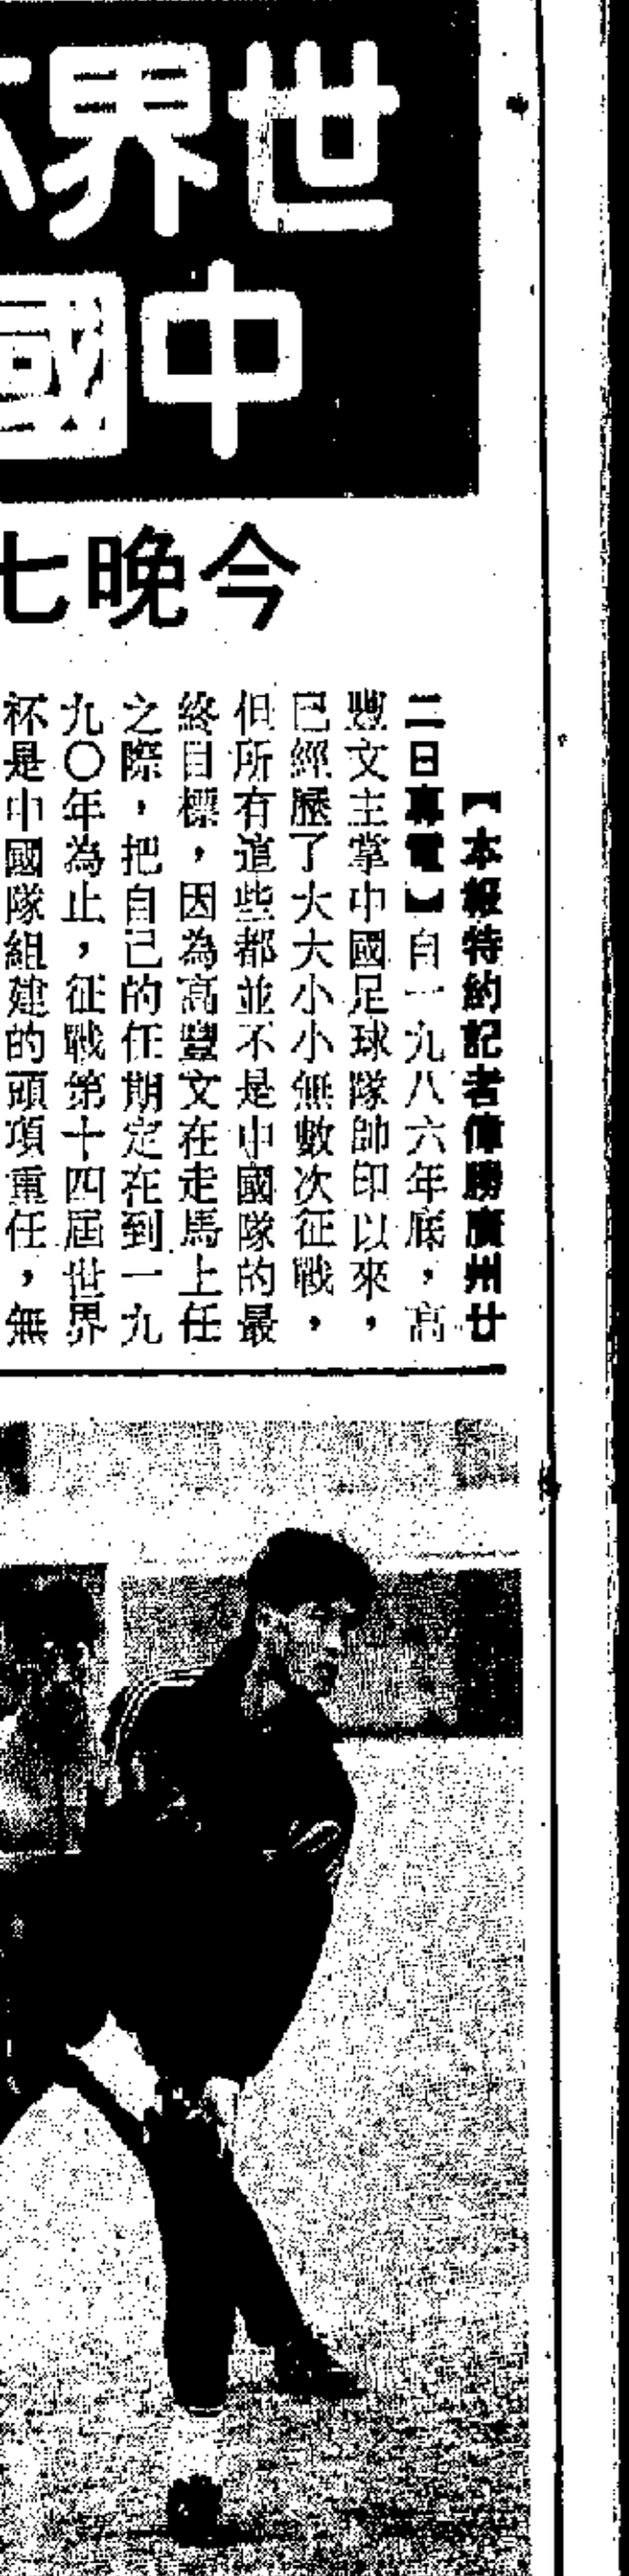 世界
中國
今晚七
【本報特約記者偉勝廣州廿
二日專電】自一九八六年底，高
豐文主掌中國足球隊帥印以來，
已經歷了大大小小無數次征戰，
但所有這些都並不是中國隊的最
終目標，因為高豐文在走馬上任
之際，把自己的任期定在到一九
九〇年為止，征戰第十四屆世界
杯是中國隊組建的頭項重任，無